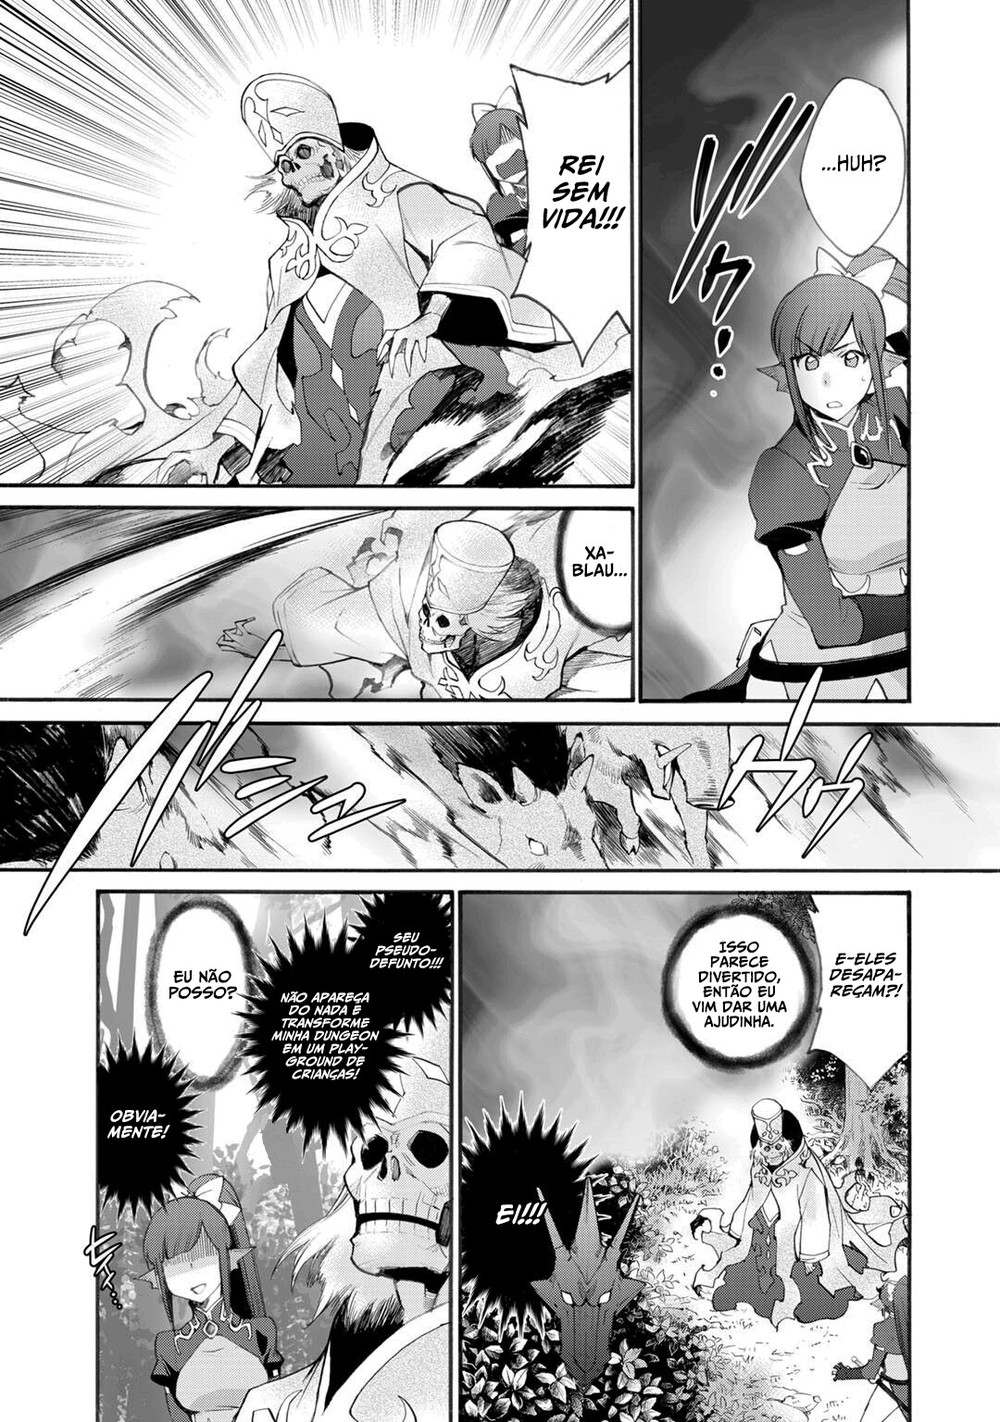 ...HUH?
REI
SEM
VIDA!!!
XA-
BLAU...
E-ELES
DESAPA-
REÇAM?!
ISSO
PARECE
DIVERTIDO,
ENTÃO EU
VIM DAR UMA
AJUDINHA.
EI!!!
SEU
PSEUDO-
DEFUNTO!!!
NÃO APAREÇA
DO NADA E
TRANSFORME
MINHA DUNGEON
EM UM PLAY-
GROUND DE
CRIANÇAS!
EU NÃO
POSSO?
OBVIA-
MENTE!